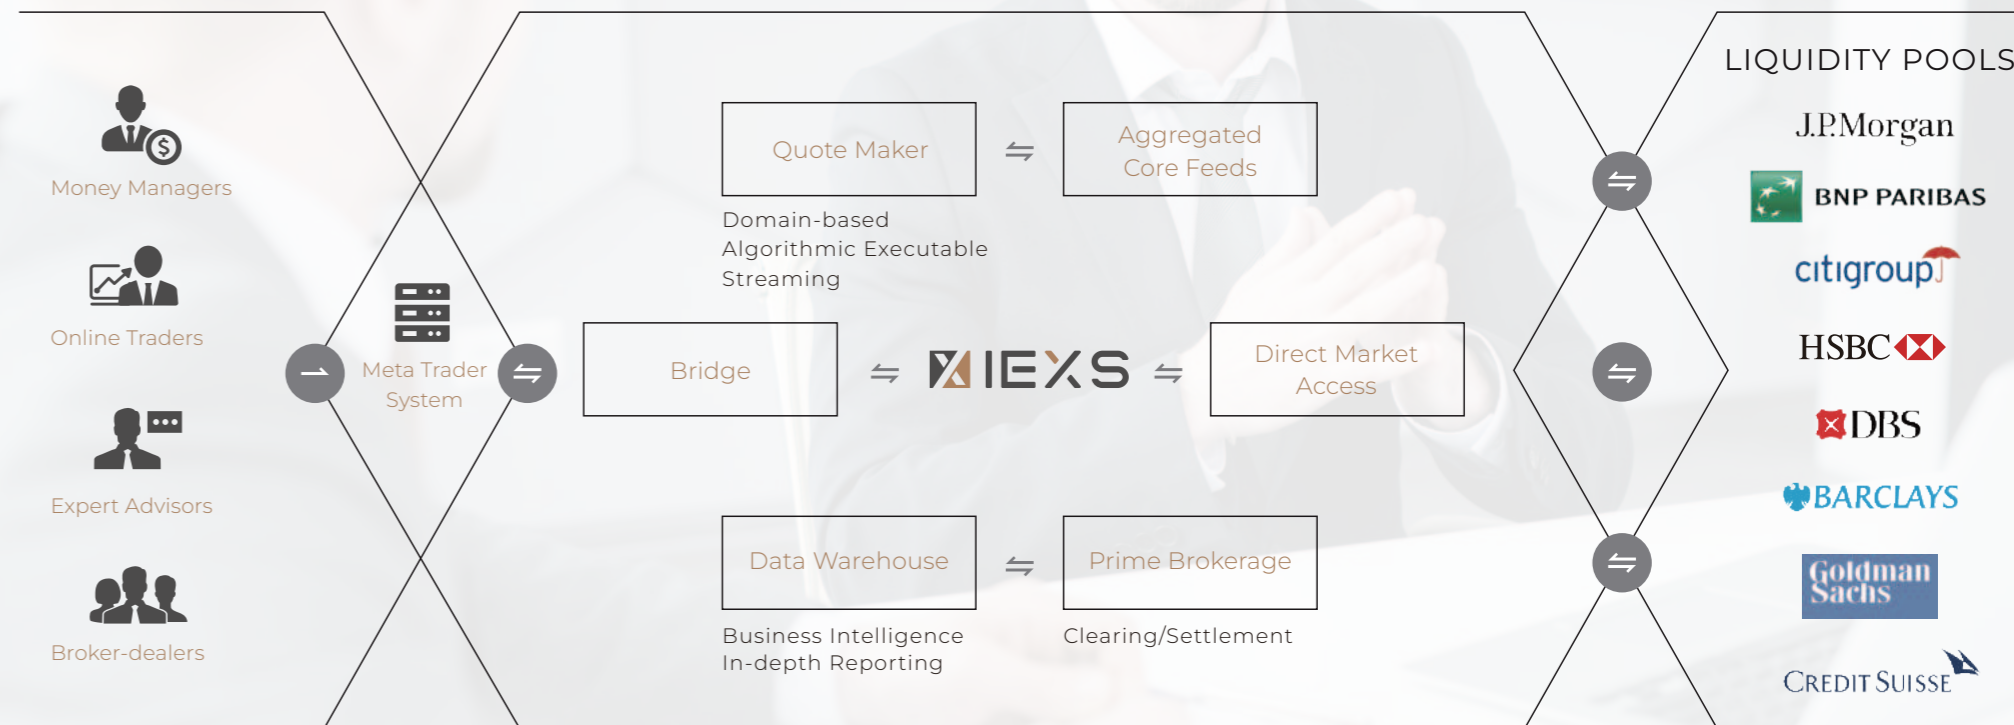 Money Managers
Online Traders
Expert Advisors
Broker-dealers
Meta Trader
System
Quote Maker
Domain-based
Algorithmic Executable
Streaming
Aggregated
Core Feeds
Bridge
IEXS
Direct Market
Access
Data Warehouse
Business Intelligence
In-depth Reporting
Prime Brokerage
Clearing/Settlement
LIQUIDITY POOLS
J.P.Morgan
BNP PARIBAS
citigroup
HSBC
DBS
BARCLAYS
Goldman
Sachs
CREDIT SUISSE